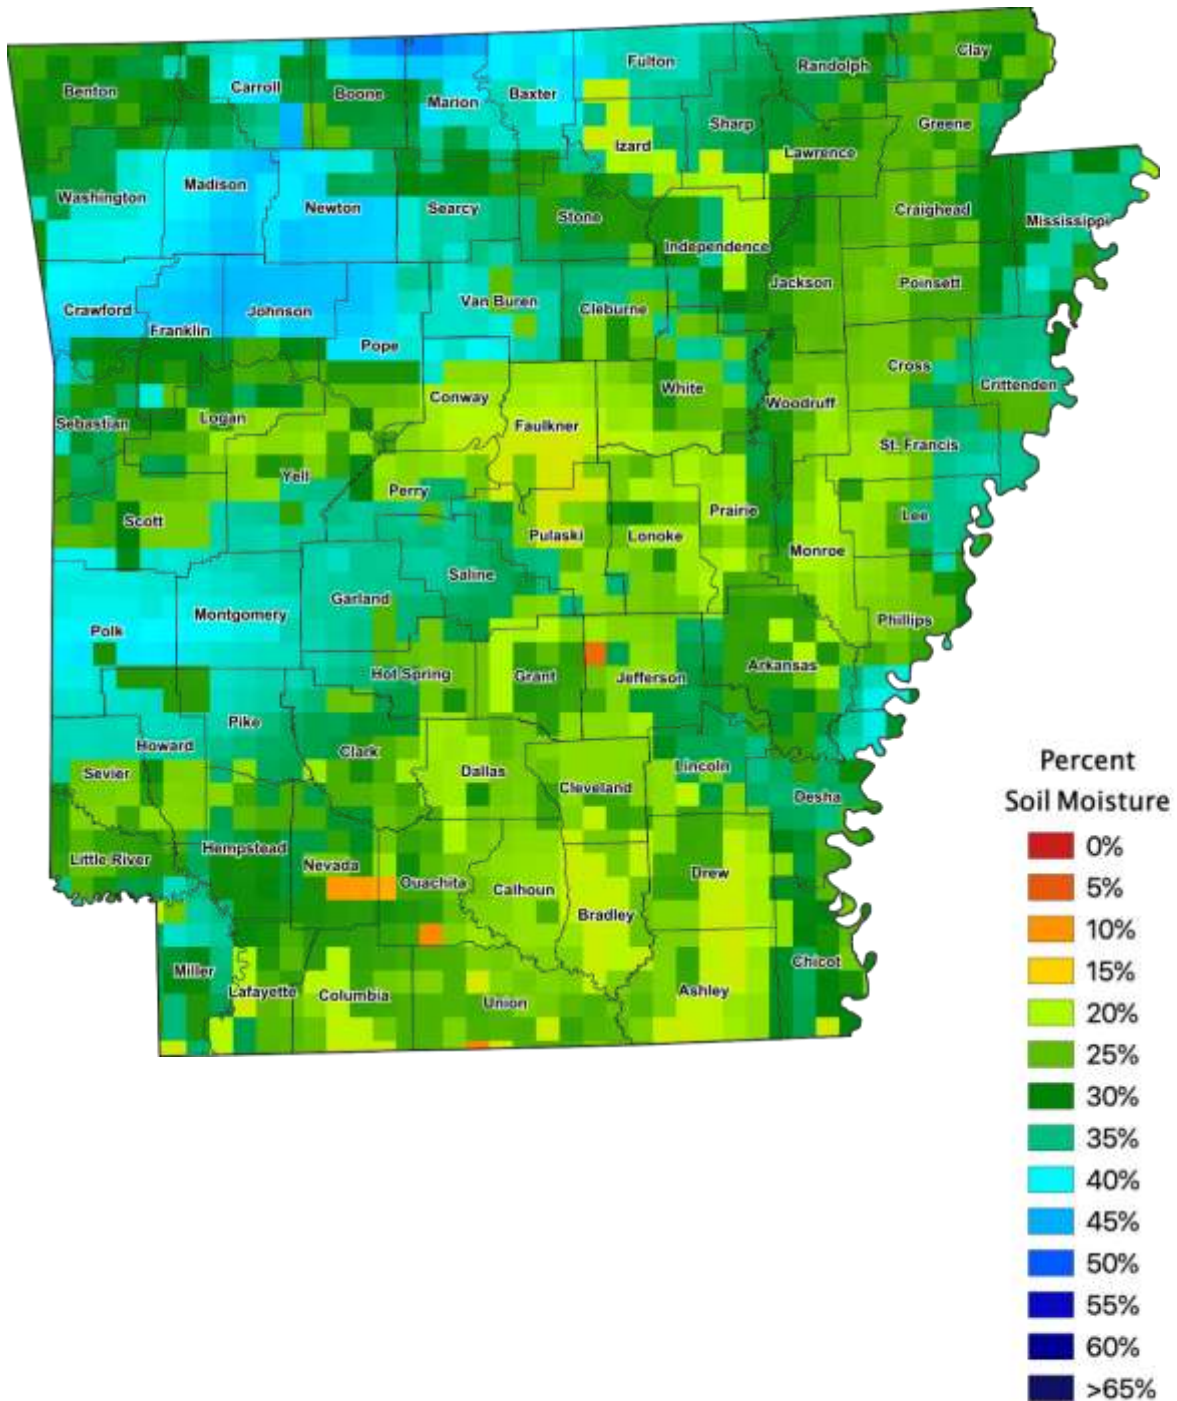 Clay
Fulton
Randolph
Carroll
Benton
Boone
Baxter
Marion
Sharp
Greene
Izard
Lawrence
Madison
Washington
Newton
Searcy
Craighead
Stone
Mississippi
Independence
Jackson
Poinsett
Van Buren
Crawford
Johnson
Cleburne
Franklin
Pope
Cross
Crittenden
White
Conway
Woodruff
Logan
Sebastian
Faulkner
St. Francis
Yell
Perry
Prairie
Lee
Scott
Pulaski
Lonoke
Monroe
Saline
Garland
Montgomery
Phillips
Polk
Arkansas
Hot Spring
Grant
Jefferson
Pike
Howard
Clark
Lincoln
Sevier
Dallas
Cleveland
Desha
Hempstead
Little River
Nevada
Drew
Ouachita
Calhoun
Bradley
Chicot
Miller
Lafayette
Columbia
Union
Ashley
Percent
Soil Moisture
0%
5%
10%
15%
20%
25%
30%
35%
40%
45%
50%
55%
60%
>65%